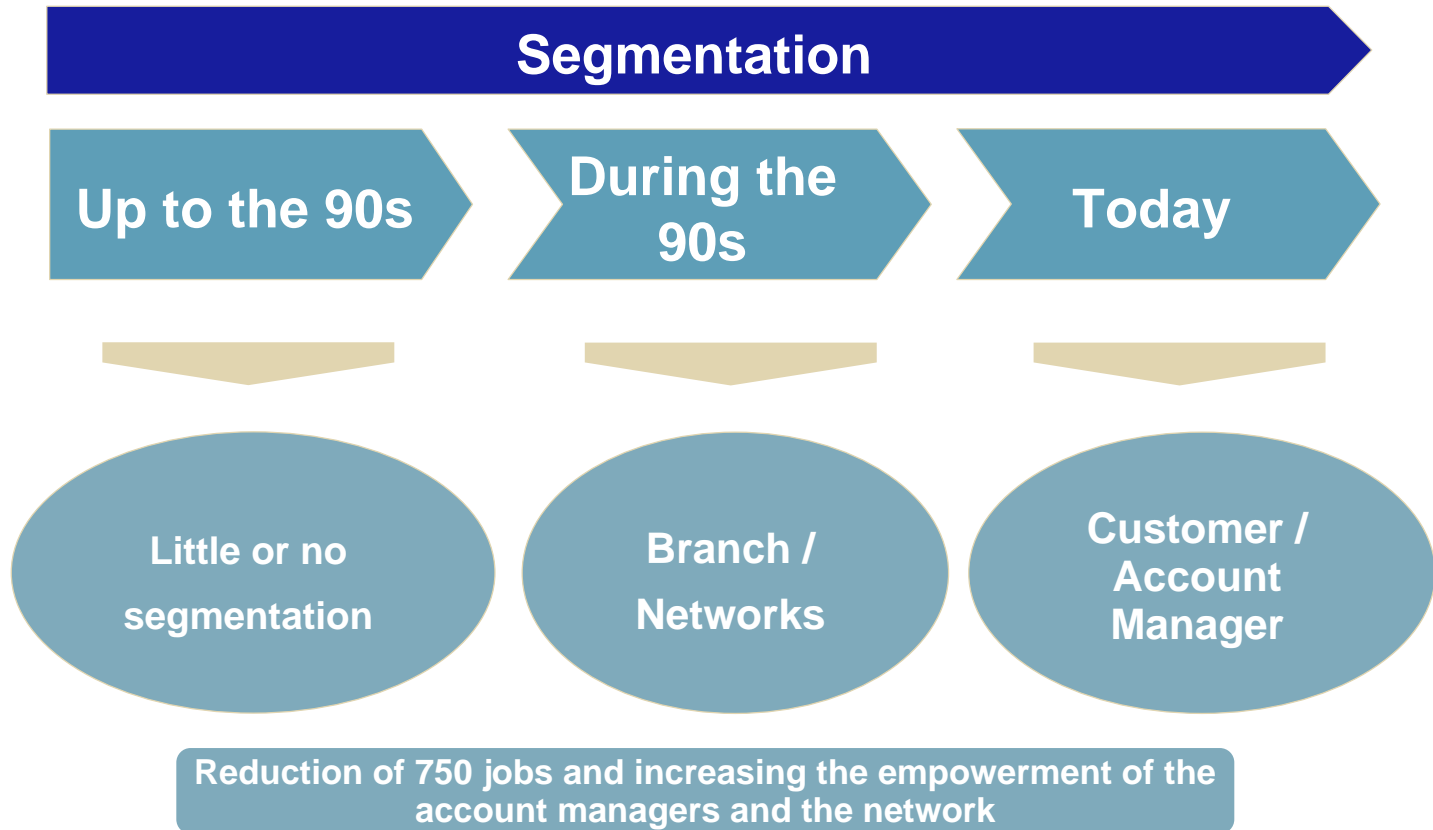 Segmentation
Up to the 90s
During the
90s
Today
Little or no
segmentation
Branch /
Networks
Customer /
Account
Manager
Reduction of 750 jobs and increasing the empowerment of the
account managers and the network